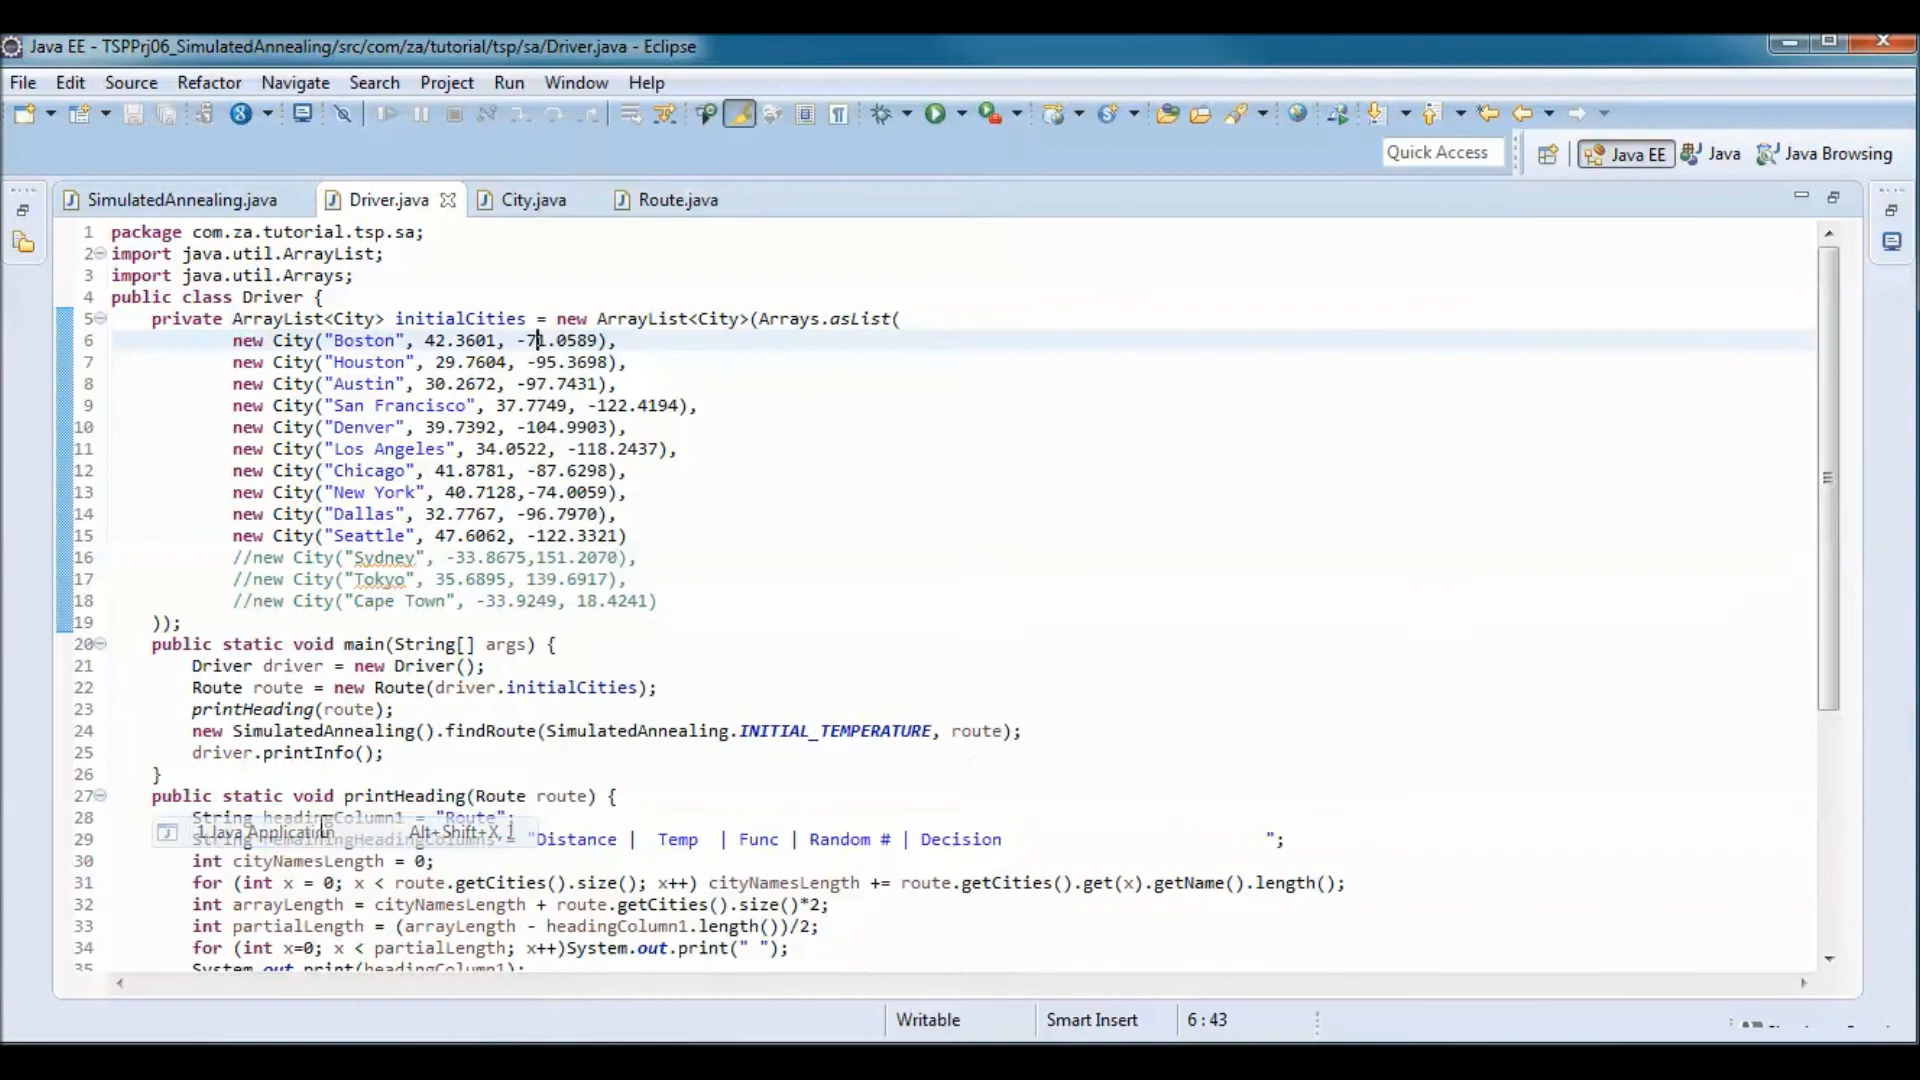 Java EE - TSPPrj06_SimulatedAnnealing/src/com/za/tutorial/tsp/sa/Driver.java - Eclipse
File Edit Source Refactor Navigate Search Project Run Window Help
Quick Access Java EE Java Java Browsing
SimulatedAnnealing.java Driver.java City.java Route.java
1 package com.za.tutorial.tsp.sa;
2 import java.util.ArrayList;
3 import java.util.Arrays;
4 public class Driver {
5 private ArrayList<City> initialCities = new ArrayList<City>(Arrays.asList(
6 new City("Boston", 42.3601, -71.0589),
7 new City("Houston", 29.7604, -95.3698),
8 new City("Austin", 30.2672, -97.7431),
9 new City("San Francisco", 37.7749, -122.4194),
10 new City("Denver", 39.7392, -104.9903),
11 new City("Los Angeles", 34.0522, -118.2437),
12 new City("Chicago", 41.8781, -87.6298),
13 new City("New York", 40.7128,-74.0059),
14 new City("Dallas", 32.7767, -96.7970),
15 new City("Seattle", 47.6062, -122.3321)
16 //new City("Sydney", -33.8675,151.2070),
17 //new City("Tokyo", 35.6895, 139.6917),
18 //new City("Cape Town", -33.9249, 18.4241)
19 ));
20 public static void main(String[] args) {
21 Driver driver = new Driver();
22 Route route = new Route(driver.initialCities);
23 printHeading(route);
24 new SimulatedAnnealing().findRoute(SimulatedAnnealing.INITIAL_TEMPERATURE, route);
25 driver.printInfo();
26 }
27 public static void printHeading(Route route) {
28 String headingColumn1 = "Route";
1 Java Application Alt+Shift+X, J
29 String remainingHeadingColumns = "Distance | Temp | Func | Random # | Decision ";
30 int cityNamesLength = 0;
31 for (int x = 0; x < route.getCities().size(); x++) cityNamesLength += route.getCities().get(x).getName().length();
32 int arrayLength = cityNamesLength + route.getCities().size()*2;
33 int partialLength = (arrayLength - headingColumn1.length())/2;
34 for (int x=0; x < partialLength; x++)System.out.print(" ");
35 System.out.print(headingColumn1);
Writable Smart Insert 6 : 43